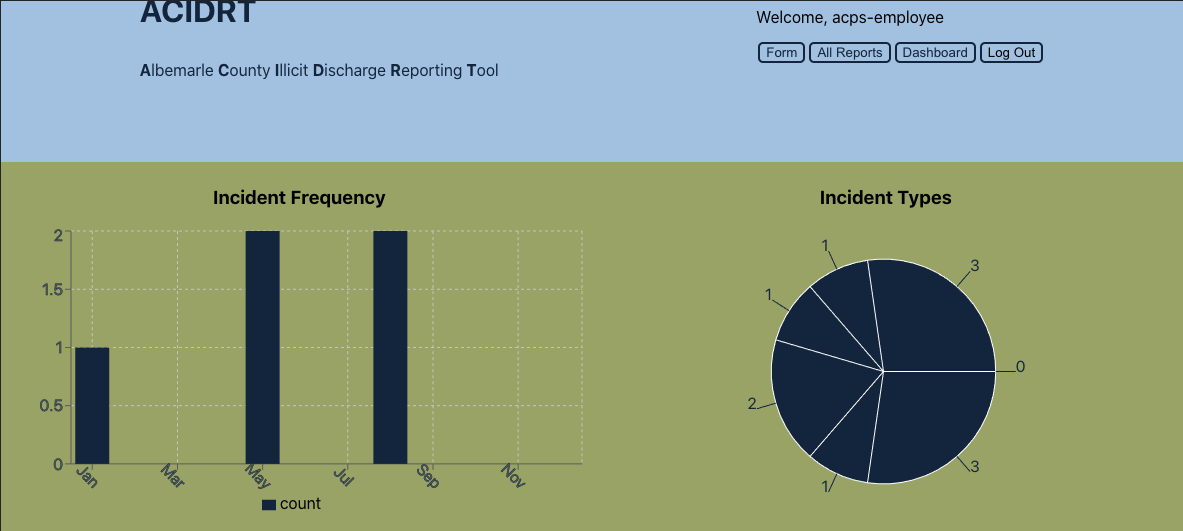 ACIDRT
Albemarle County Illicit Discharge Reporting Tool
Welcome, acps-employee
Form All Reports Dashboard Log Out
Incident Frequency
2
1.5
1
0.5
0
Jan Mar May Jul Sep Nov
count
Incident Types
1
3
1
0
2
1
3